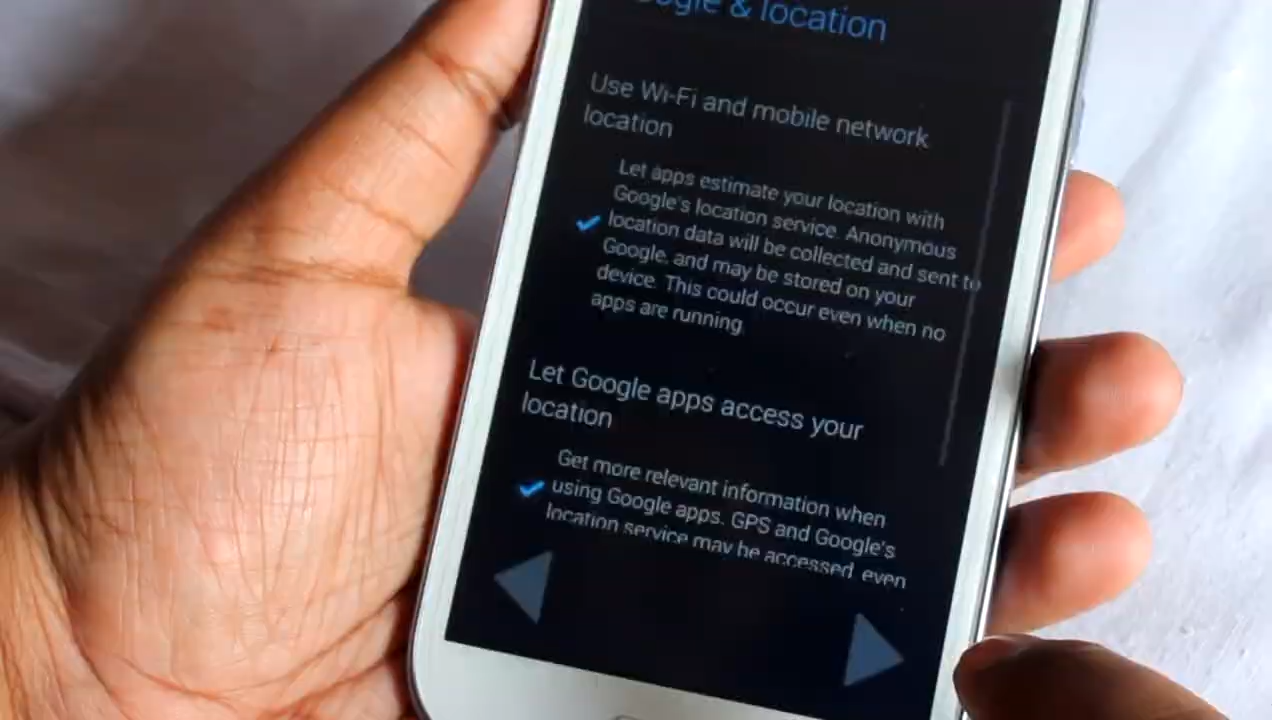 & location
Use Wi-Fi and mobile network
location
Let apps estimate your location with
Google's location service. Anonymous
location data will be collected and sent to
Google, and may be stored on your
device. This could occur even when no
apps are running.
Let Google apps access your
location
Get more relevant information when
using Google apps. GPS and Google's
location service may be accessed, even